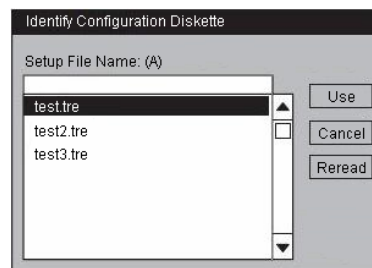 Identify Configuration Diskette
Setup File Name: (A)
test.tre
test2.tre
test3.tre
Use
Cancel
Reread